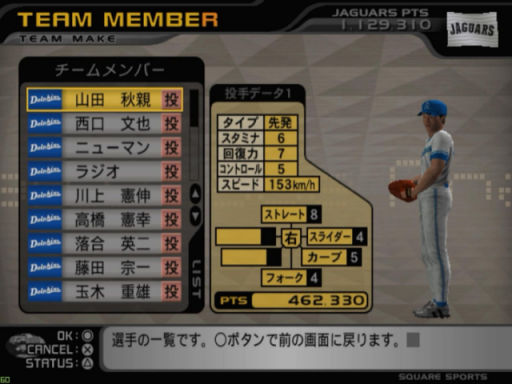 TEAM MEMBER
TEAM MAKE
JAGUARS PTS
1.129.310
JAGUARS
チームメンバー
山田 秋親 投
西口 文也 投
ニューマン 投
ラジオ 投
川上 憲伸 投
高橋 憲幸 投
落合 英二 投
藤田 宗一 投
玉木 重雄 投
LIST
投手データ1
タイプ 先発
スタミナ 6
回復力 7
コントロール 5
スピード 153km/h
ストレート 8
右 スライダー 4
カーブ 5
フォーク 4
PTS 462.330
OK:
CANCEL:
STATUS:
選手の一覧です。○ボタンで前の画面に戻ります。
SQUARE SPORTS
60